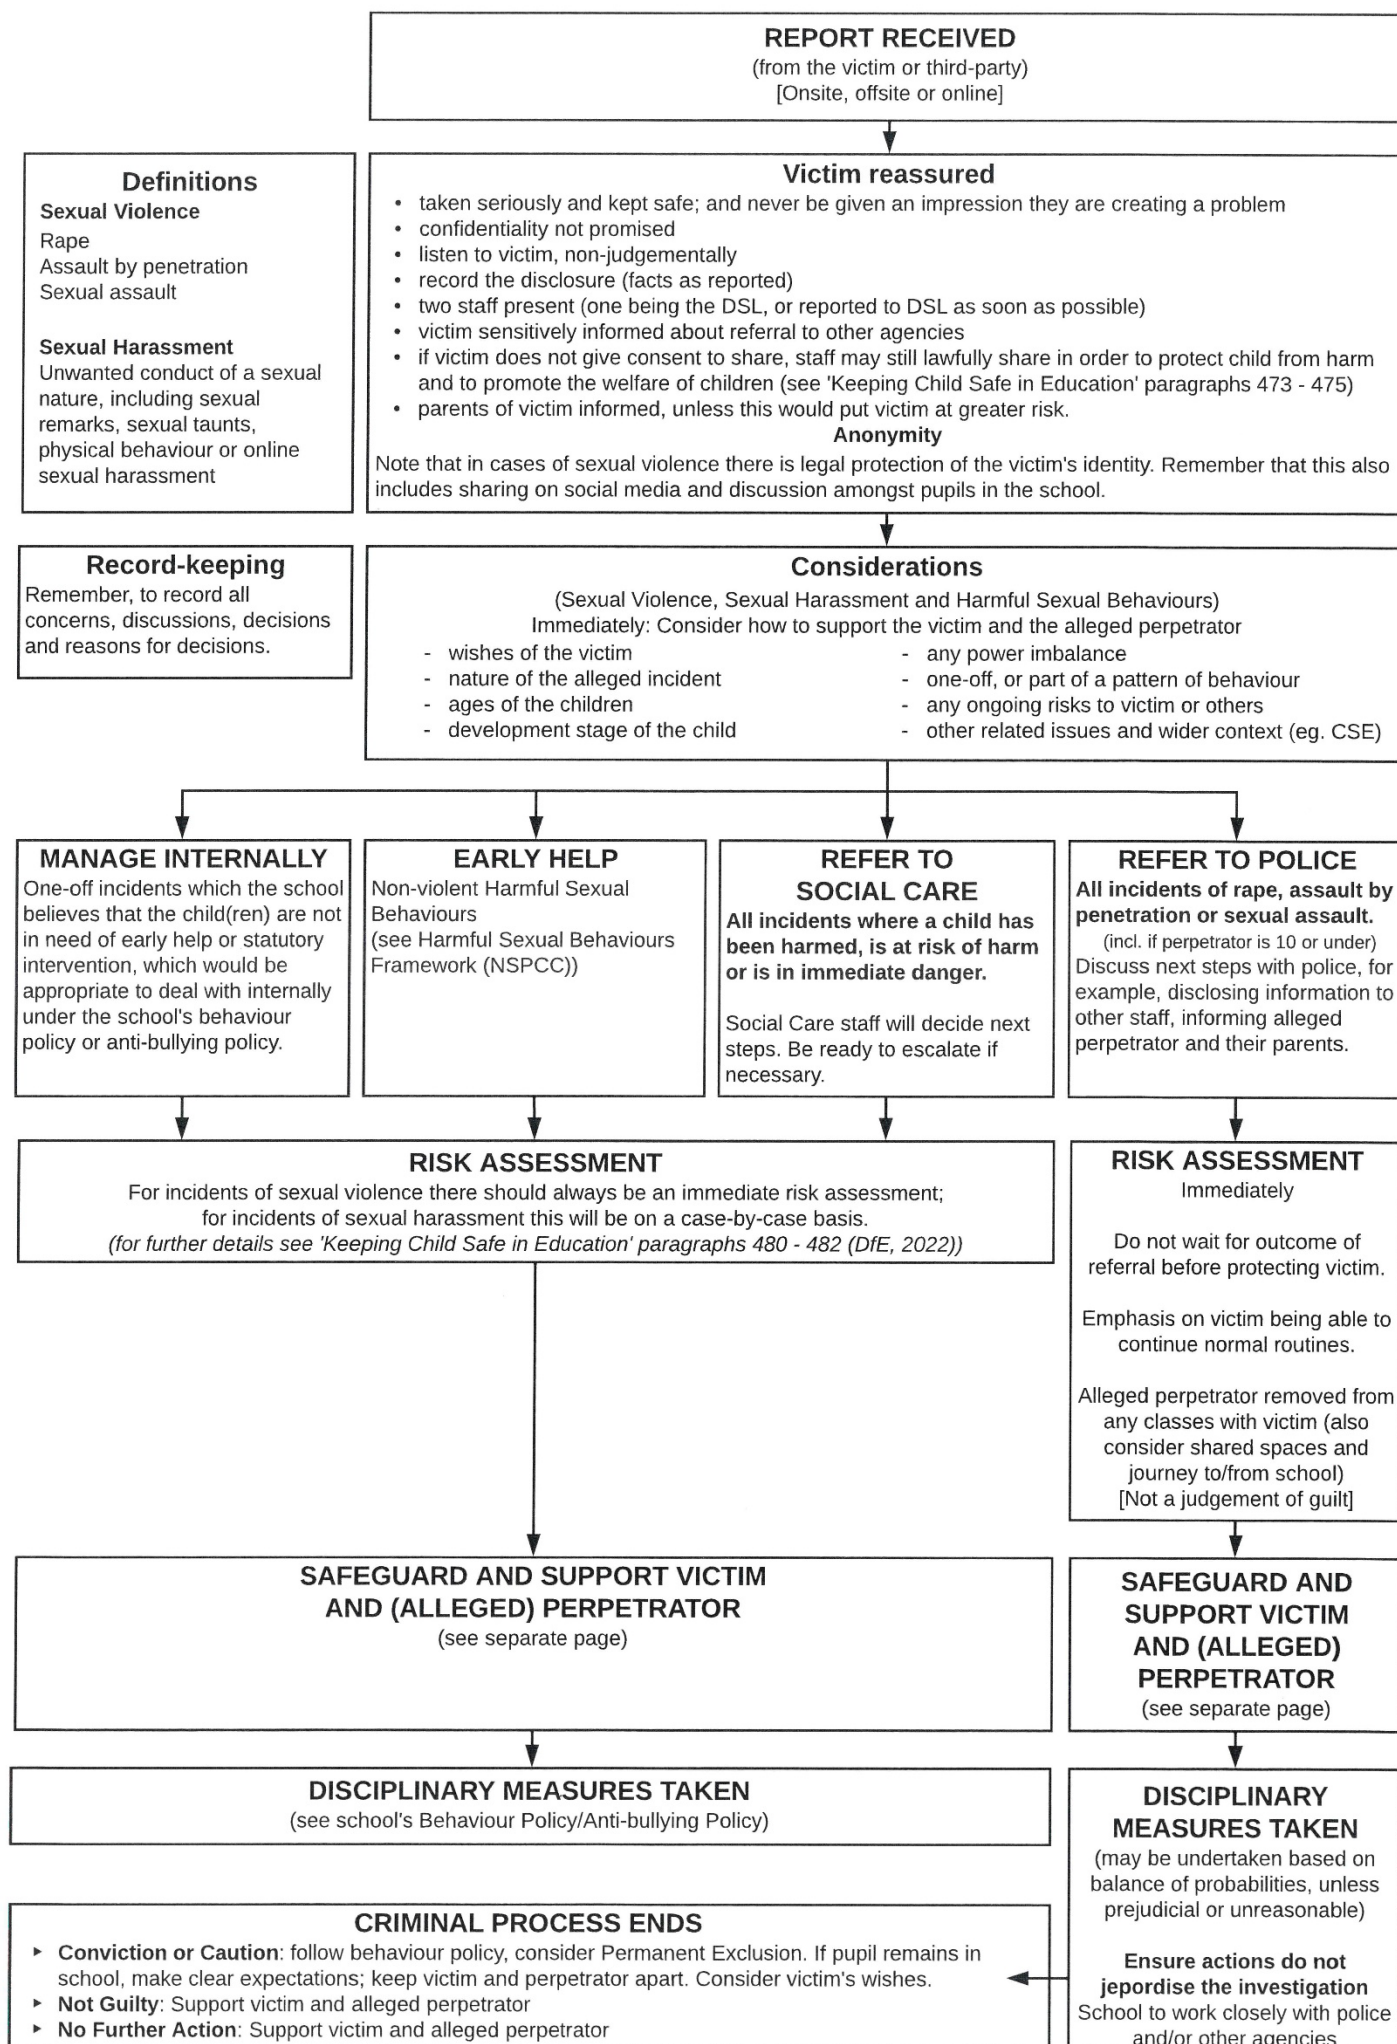 REPORT RECEIVED
(from the victim or third-party)
[Onsite, offsite or online]
Definitions
Sexual Violence
Rape
Assault by penetration
Sexual assault
Sexual Harassment
Unwanted conduct of a sexual
nature, including sexual
remarks, sexual taunts,
physical behaviour or online
sexual harassment
Victim reassured
• taken seriously and kept safe; and never be given an impression they are creating a problem
• confidentiality not promised
• listen to victim, non-judgementally
• record the disclosure (facts as reported)
• two staff present (one being the DSL, or reported to DSL as soon as possible)
• victim sensitively informed about referral to other agencies
• if victim does not give consent to share, staff may still lawfully share in order to protect child from harm
and to promote the welfare of children (see 'Keeping Child Safe in Education' paragraphs 473 - 475)
• parents of victim informed, unless this would put victim at greater risk.
Anonymity
Note that in cases of sexual violence there is legal protection of the victim's identity. Remember that this also
includes sharing on social media and discussion amongst pupils in the school.
Record-keeping
Remember, to record all
concerns, discussions, decisions
and reasons for decisions.
Considerations
(Sexual Violence, Sexual Harassment and Harmful Sexual Behaviours)
Immediately: Consider how to support the victim and the alleged perpetrator
- wishes of the victim
- nature of the alleged incident
- ages of the children
- development stage of the child
- any power imbalance
- one-off, or part of a pattern of behaviour
- any ongoing risks to victim or others
- other related issues and wider context (eg. CSE)
MANAGE INTERNALLY
One-off incidents which the school
believes that the child(ren) are not
in need of early help or statutory
intervention, which would be
appropriate to deal with internally
under the school's behaviour
policy or anti-bullying policy.
EARLY HELP
Non-violent Harmful Sexual
Behaviours
(see Harmful Sexual Behaviours
Framework (NSPCC))
REFER TO
SOCIAL CARE
All incidents where a child has
been harmed, is at risk of harm
or is in immediate danger.
Social Care staff will decide next
steps. Be ready to escalate if
necessary.
REFER TO POLICE
All incidents of rape, assault by
penetration or sexual assault.
(incl. if perpetrator is 10 or under)
Discuss next steps with police, for
example, disclosing information to
other staff, informing alleged
perpetrator and their parents.
RISK ASSESSMENT
For incidents of sexual violence there should always be an immediate risk assessment;
for incidents of sexual harassment this will be on a case-by-case basis.
(for further details see 'Keeping Child Safe in Education' paragraphs 480 - 482 (DfE, 2022))
RISK ASSESSMENT
Immediately
Do not wait for outcome of
referral before protecting victim.
Emphasis on victim being able to
continue normal routines.
Alleged perpetrator removed from
any classes with victim (also
consider shared spaces and
journey to/from school)
[Not a judgement of guilt]
SAFEGUARD AND SUPPORT VICTIM
AND (ALLEGED) PERPETRATOR
(see separate page)
SAFEGUARD AND
SUPPORT VICTIM
AND (ALLEGED)
PERPETRATOR
(see separate page)
DISCIPLINARY MEASURES TAKEN
(see school's Behaviour Policy/Anti-bullying Policy)
DISCIPLINARY
MEASURES TAKEN
(may be undertaken based on
balance of probabilities, unless
prejudicial or unreasonable)
Ensure actions do not
jepordise the investigation
School to work closely with police
and/or other agencies
CRIMINAL PROCESS ENDS
▸ Conviction or Caution: follow behaviour policy, consider Permanent Exclusion. If pupil remains in
school, make clear expectations; keep victim and perpetrator apart. Consider victim's wishes.
▸ Not Guilty: Support victim and alleged perpetrator
▸ No Further Action: Support victim and alleged perpetrator